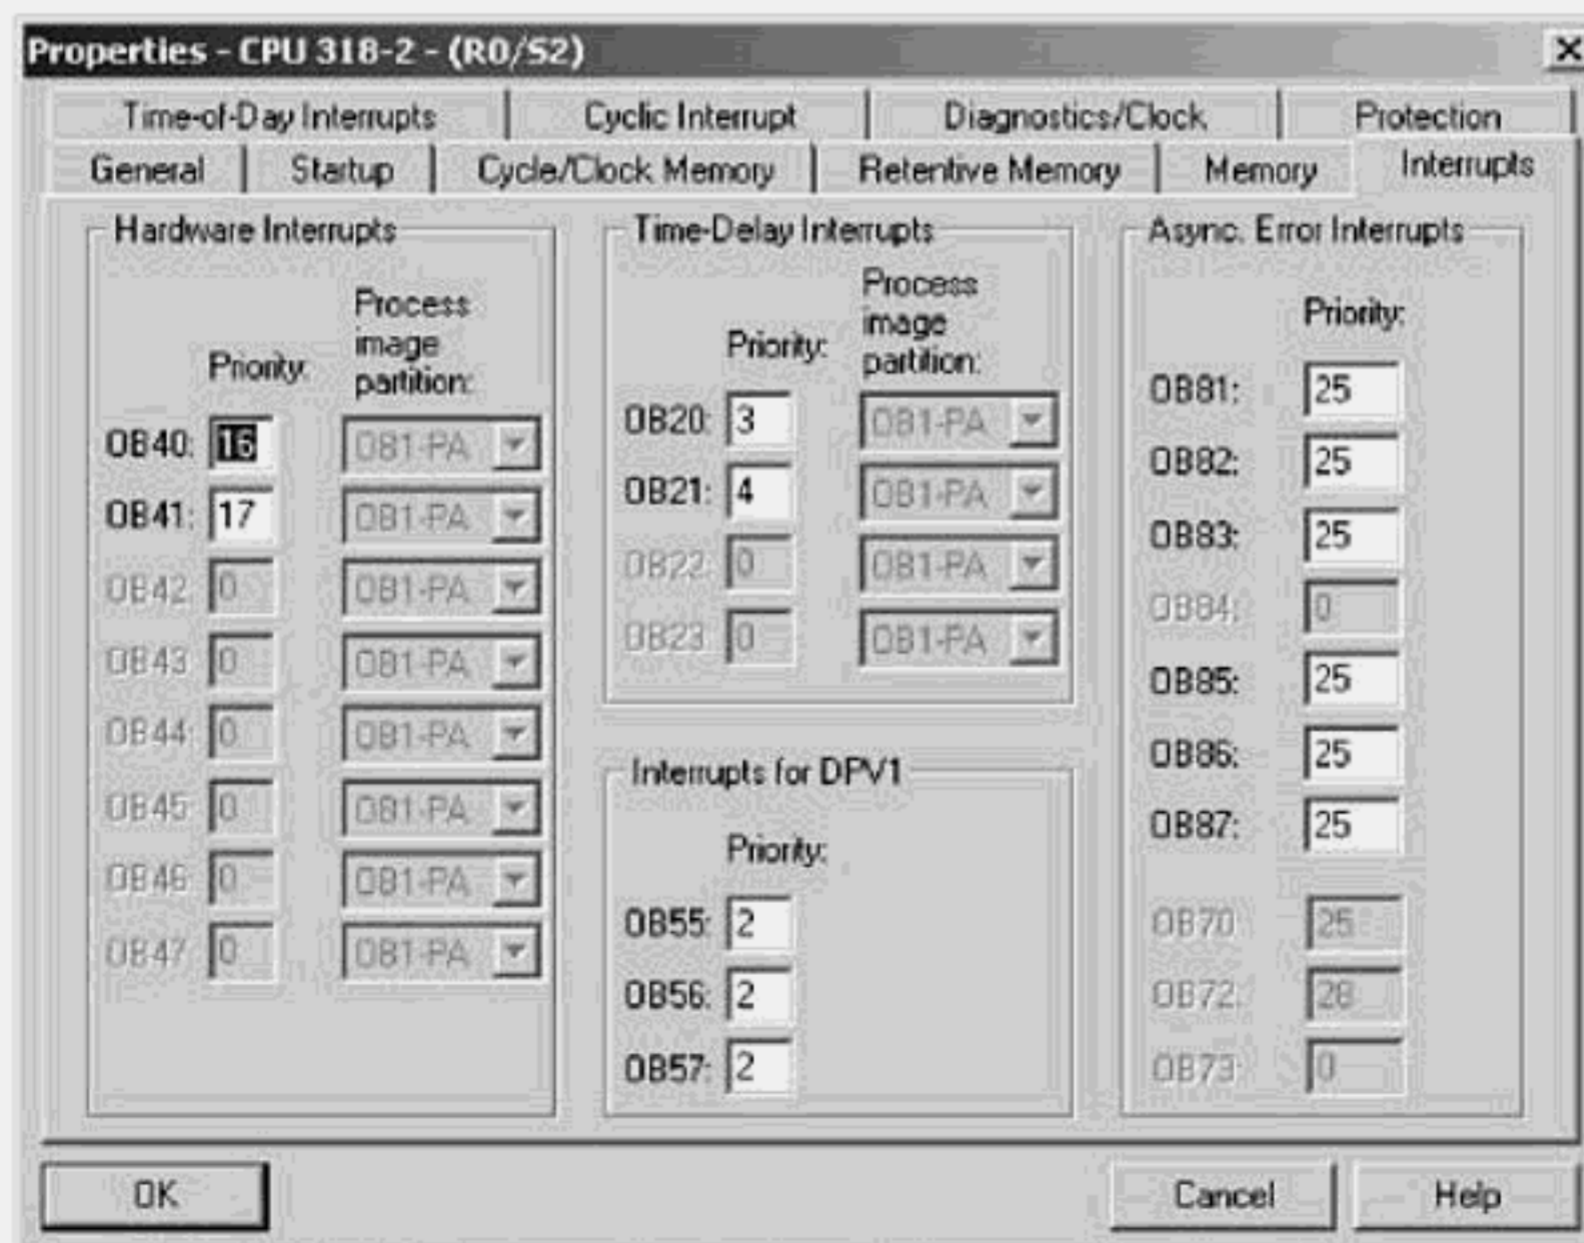 Properties - CPU 318-2 - (R0/S2)
Time-of-Day Interrupts Cyclic Interrupt Diagnostics/Clock Protection
General Startup Cycle/Clock Memory Retentive Memory Memory Interrupts
Hardware Interrupts
Priority:
Process
image
partition:
OB40: 16 OB1-PA
OB41: 17 OB1-PA
OB42: 0 OB1-PA
OB43: 0 OB1-PA
OB44: 0 OB1-PA
OB45: 0 OB1-PA
OB46: 0 OB1-PA
OB47: 0 OB1-PA
Time-Delay Interrupts
Priority:
Process
image
partition:
OB20: 3 OB1-PA
OB21: 4 OB1-PA
OB22: 0 OB1-PA
OB23: 0 OB1-PA
Interrupts for DPV1
Priority:
OB55: 2
OB56: 2
OB57: 2
Async. Error Interrupts
Priority:
OB81: 25
OB82: 25
OB83: 25
OB84: 0
OB85: 25
OB86: 25
OB87: 25
OB70: 25
OB72: 28
OB73: 0
OK Cancel Help